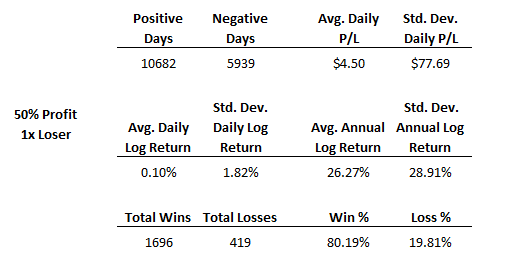 Positive Negative Avg. Daily Std. Dev.
Days Days P/L Daily P/L
10682 5939 $4.50 $77.69
50% Profit
1x Loser
Std. Dev. Std. Dev.
Avg. Daily Daily Log Avg. Annual Annual Log
Log Return Return Log Return Return
0.10% 1.82% 26.27% 28.91%
Total Wins Total Losses Win % Loss %
1696 419 80.19% 19.81%